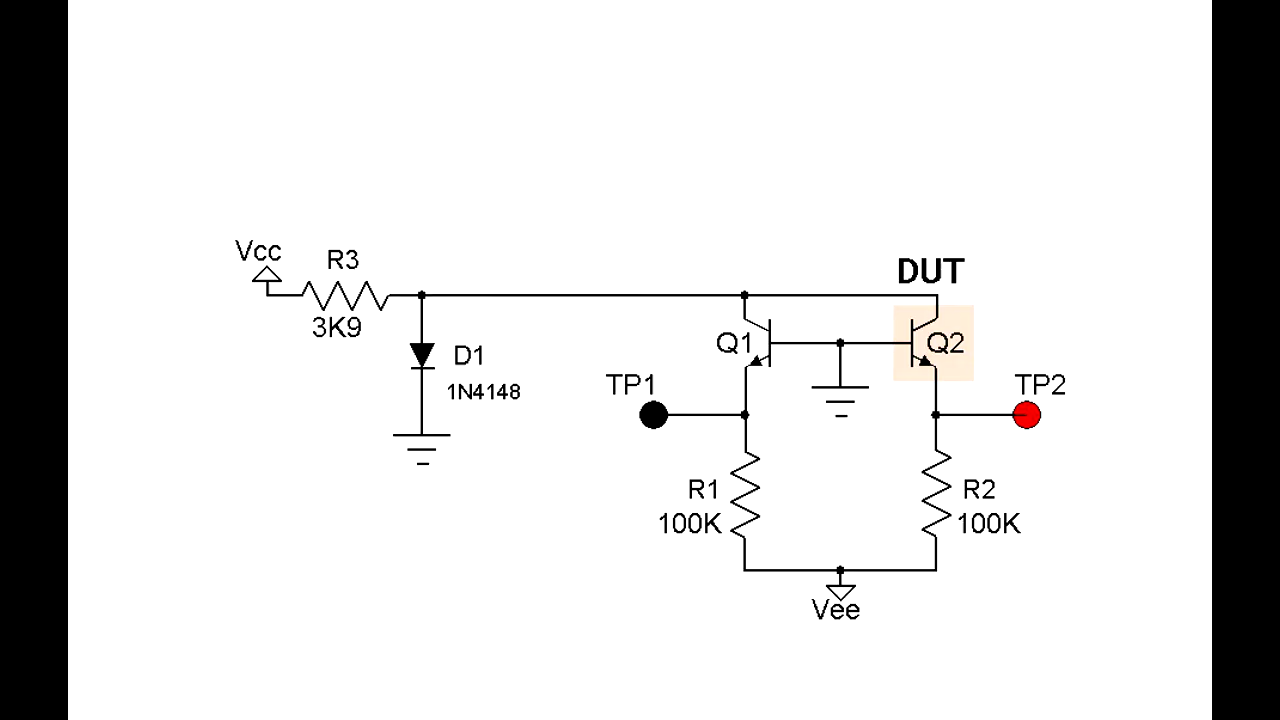 Vcc
R3
3K9
D1
1N4148
DUT
Q1
Q2
TP1
TP2
R1
100K
R2
100K
Vee